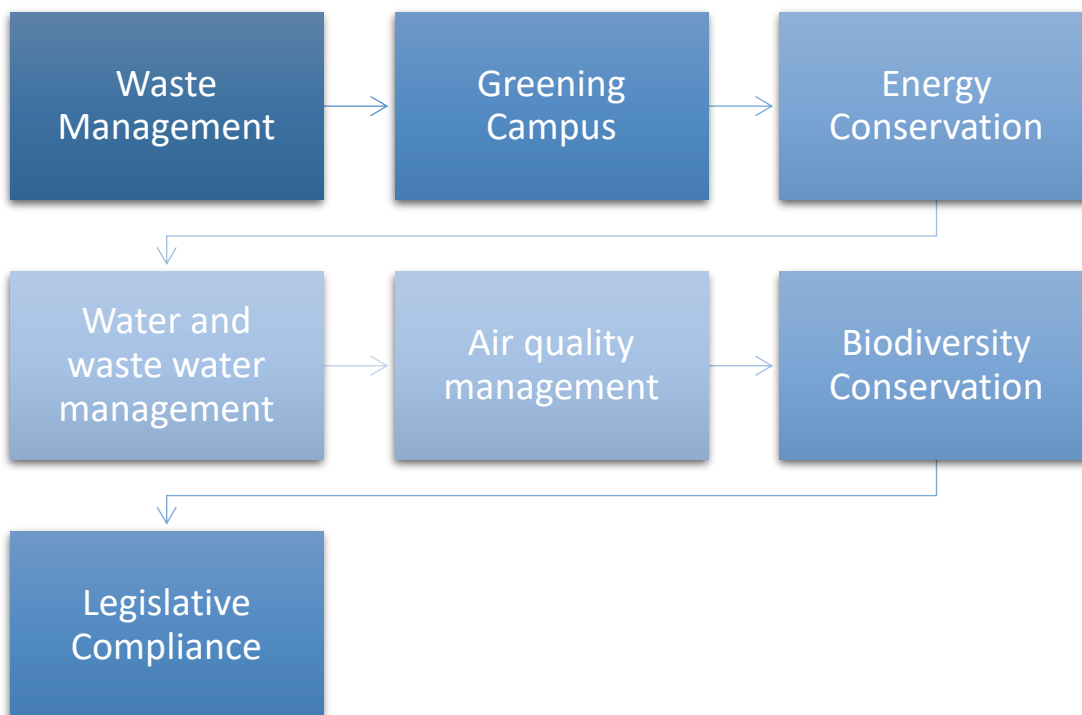 Waste
Management
Greening
Campus
Energy
Conservation
Water and
waste water
management
Air quality
management
Biodiversity
Conservation
Legislative
Compliance